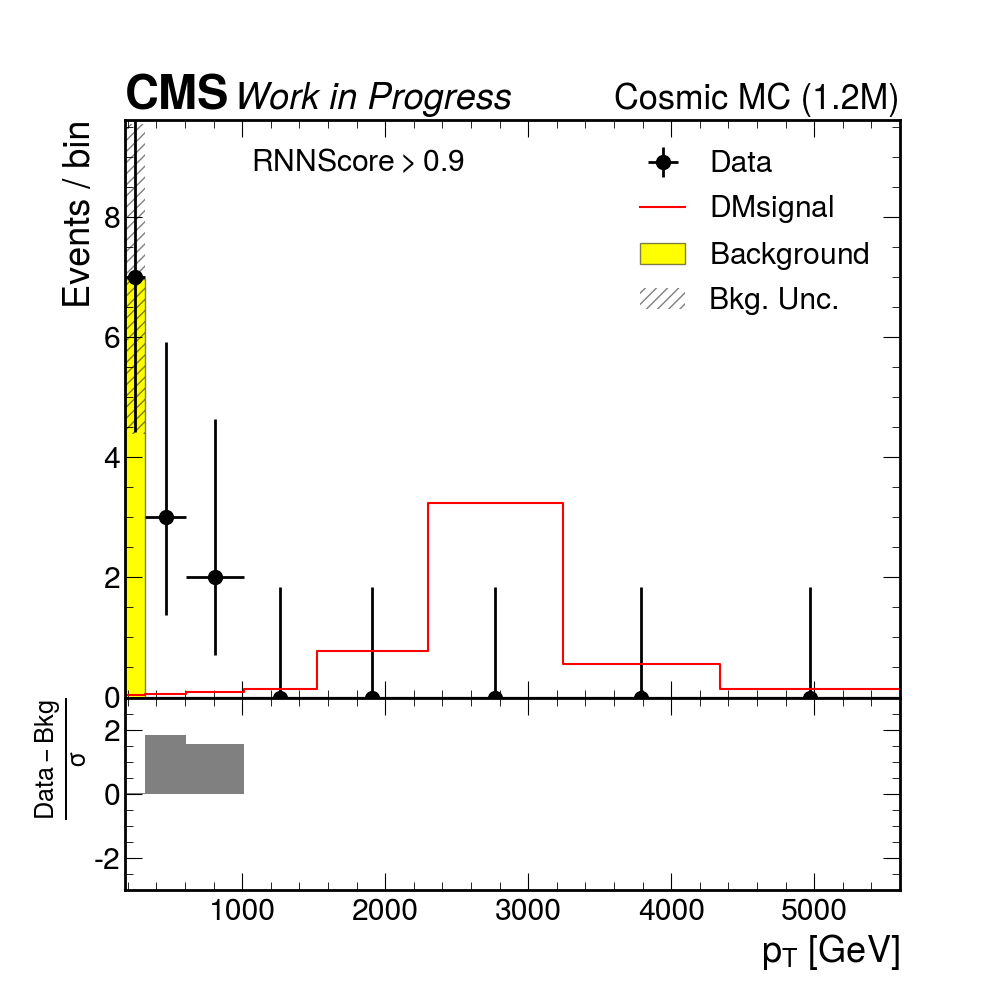 CMS Work in Progress Cosmic MC (1.2M)
Events / bin
RNNScore > 0.9
Data
DMsignal
Background
Bkg. Unc.
8
6
4
2
0
Data − Bkg
σ
2
0
-2
1000 2000 3000 4000 5000
pT [GeV]